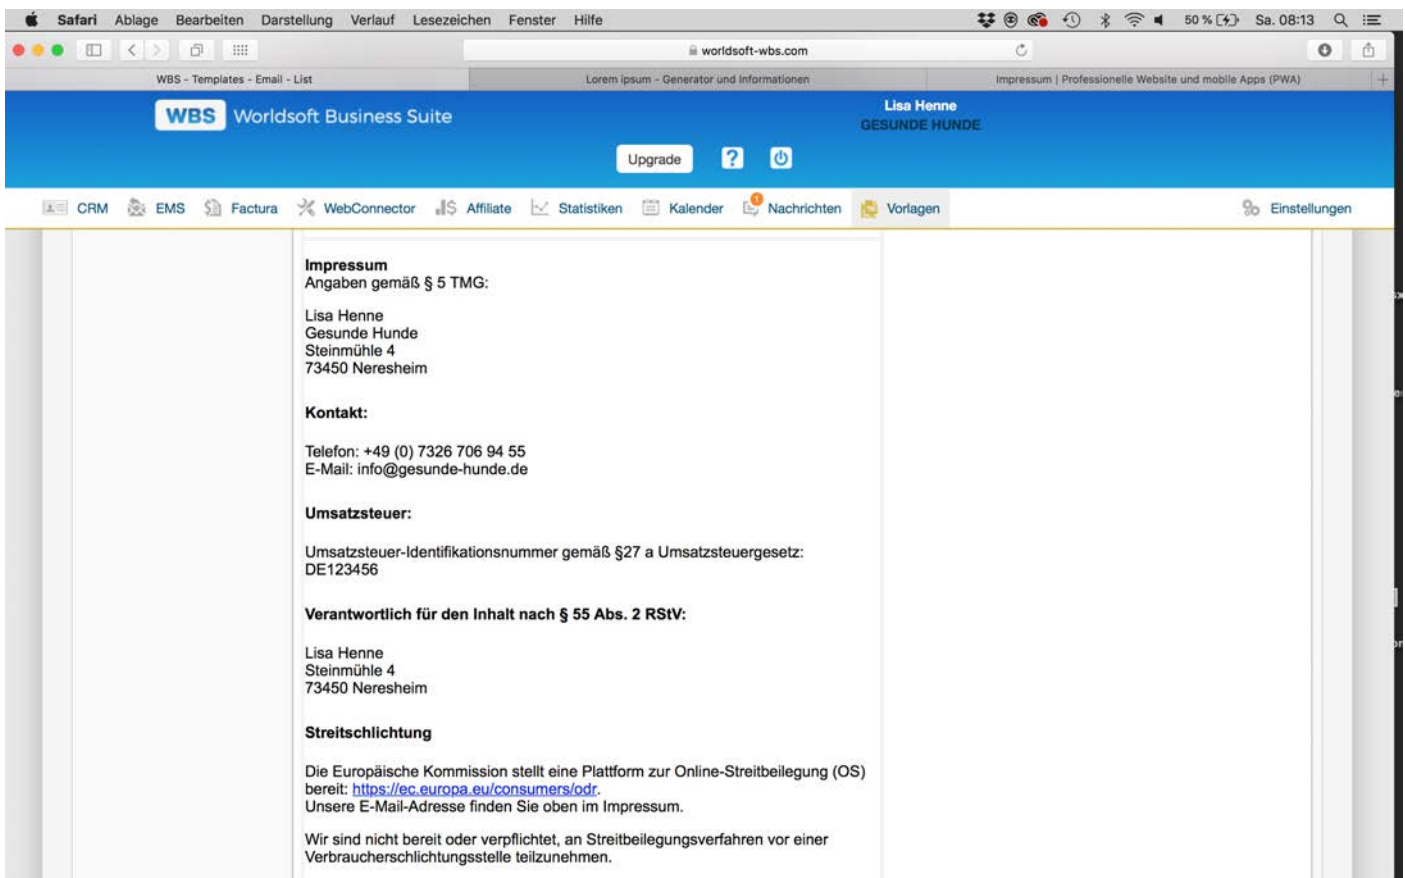 Safari Ablage Bearbeiten Darstellung Verlauf Lesezeichen Fenster Hilfe 50 % Sa. 08:13
worldsoft-wbs.com
WBS - Templates - Email - List Lorem ipsum - Generator und Informationen Impressum | Professionelle Website und mobile Apps (PWA)
WBS Worldsoft Business Suite
Lisa Henne
GESUNDE HUNDE
Upgrade ?
CRM EMS Factura WebConnector Affiliate Statistiken Kalender 1 Nachrichten Vorlagen Einstellungen
Impressum
Angaben gemäß § 5 TMG:
Lisa Henne
Gesunde Hunde
Steinmühle 4
73450 Neresheim
Kontakt:
Telefon: +49 (0) 7326 706 94 55
E-Mail: info@gesunde-hunde.de
Umsatzsteuer:
Umsatzsteuer-Identifikationsnummer gemäß §27 a Umsatzsteuergesetz:
DE123456
Verantwortlich für den Inhalt nach § 55 Abs. 2 RStV:
Lisa Henne
Steinmühle 4
73450 Neresheim
Streitschlichtung
Die Europäische Kommission stellt eine Plattform zur Online-Streitbeilegung (OS)
bereit: https://ec.europa.eu/consumers/odr.
Unsere E-Mail-Adresse finden Sie oben im Impressum.
Wir sind nicht bereit oder verpflichtet, an Streitbeilegungsverfahren vor einer
Verbraucherschlichtungsstelle teilzunehmen.